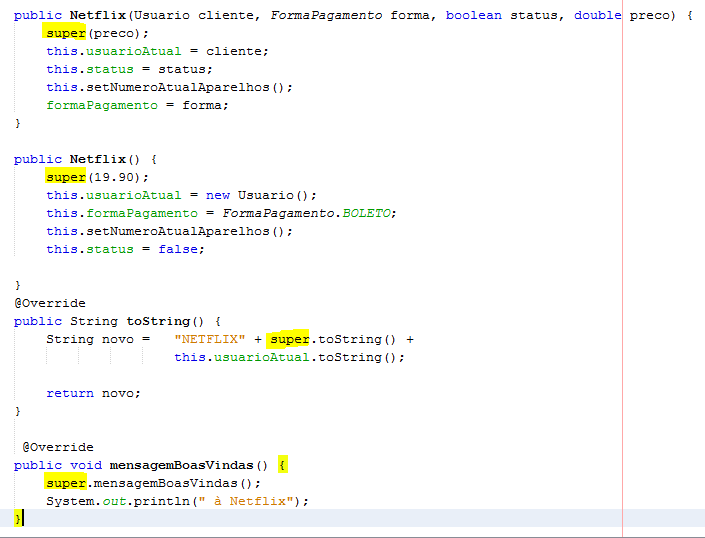 public Netflix(Usuario cliente, FormaPagamento forma, boolean status, double preco) {
super(preco);
this.usuarioAtual = cliente;
this.status = status;
this.setNumeroAtualAparelhos();
formaPagamento = forma;
}
public Netflix() {
super(19.90);
this.usuarioAtual = new Usuario();
this.formaPagamento = FormaPagamento.BOLETO;
this.setNumeroAtualAparelhos();
this.status = false;
}
@Override
public String toString() {
String novo = "NETFLIX" + super.toString() +
this.usuarioAtual.toString();
return novo;
}
@Override
public void mensagemBoasVindas() {
super.mensagemBoasVindas();
System.out.println(" à Netflix");
}